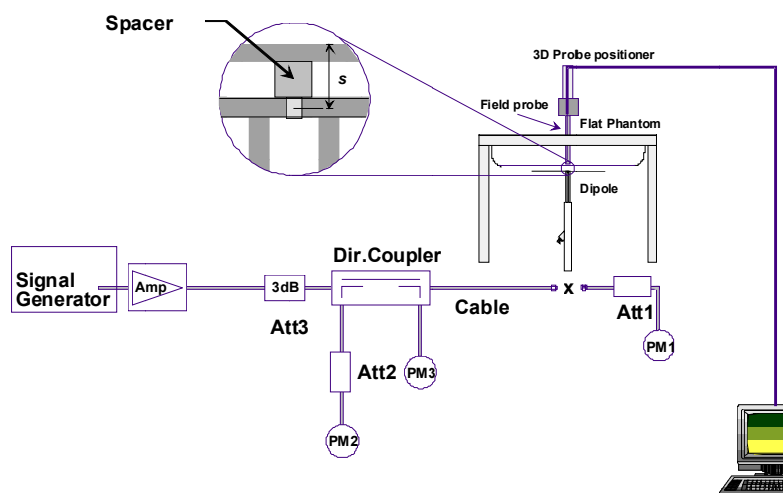 Spacer
s
3D Probe positioner
Field probe
Flat Phantom
Dipole
Signal
Generator
Amp
3dB
Att3
Dir.Coupler
Cable
x
Att1
PM1
Att2
PM3
PM2